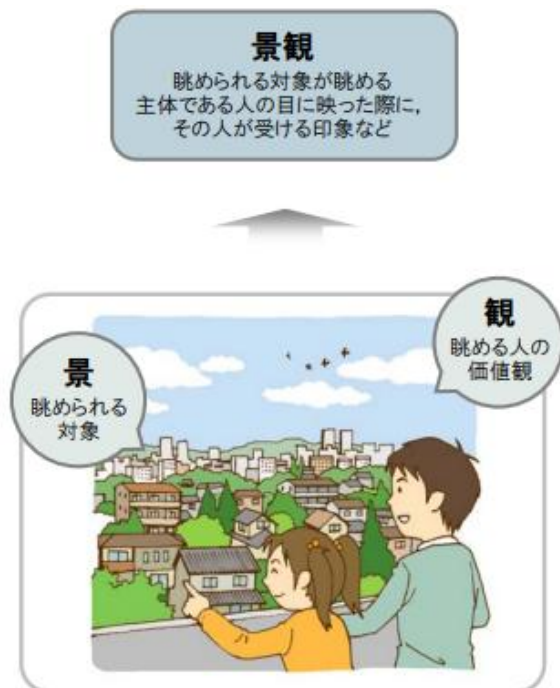 景観
眺められる対象が眺める
主体である人の目に映った際に，
その人が受ける印象など
観
眺める人の
価値観
景
眺められる
対象